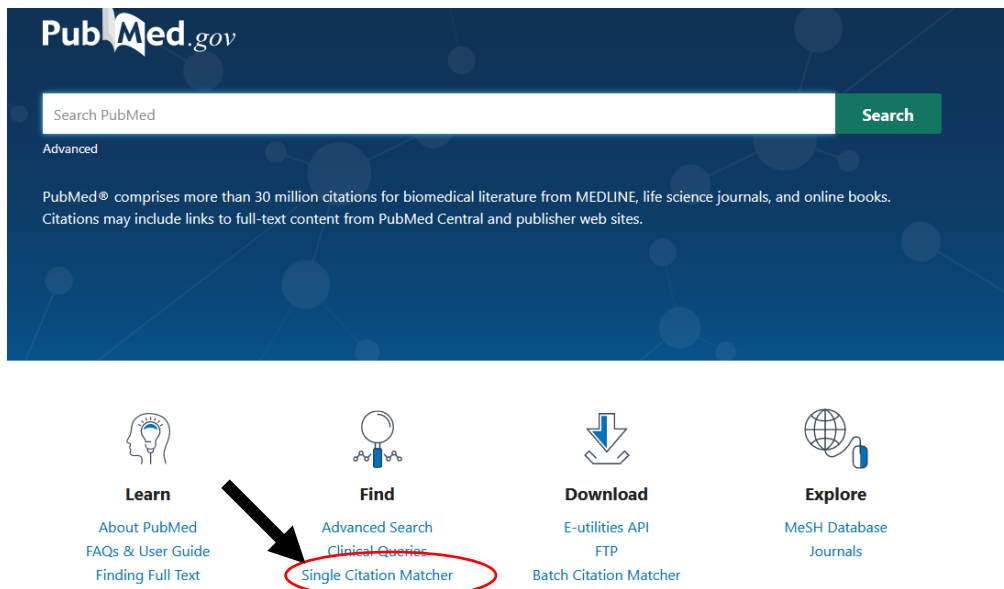 PubMed.gov
Search PubMed
Search
Advanced
PubMed® comprises more than 30 million citations for biomedical literature from MEDLINE, life science journals, and online books.
Citations may include links to full-text content from PubMed Central and publisher web sites.
Learn
About PubMed
FAQs & User Guide
Finding Full Text
Find
Advanced Search
Clinical Queries
Single Citation Matcher
Download
E-utilities API
FTP
Batch Citation Matcher
Explore
MeSH Database
Journals